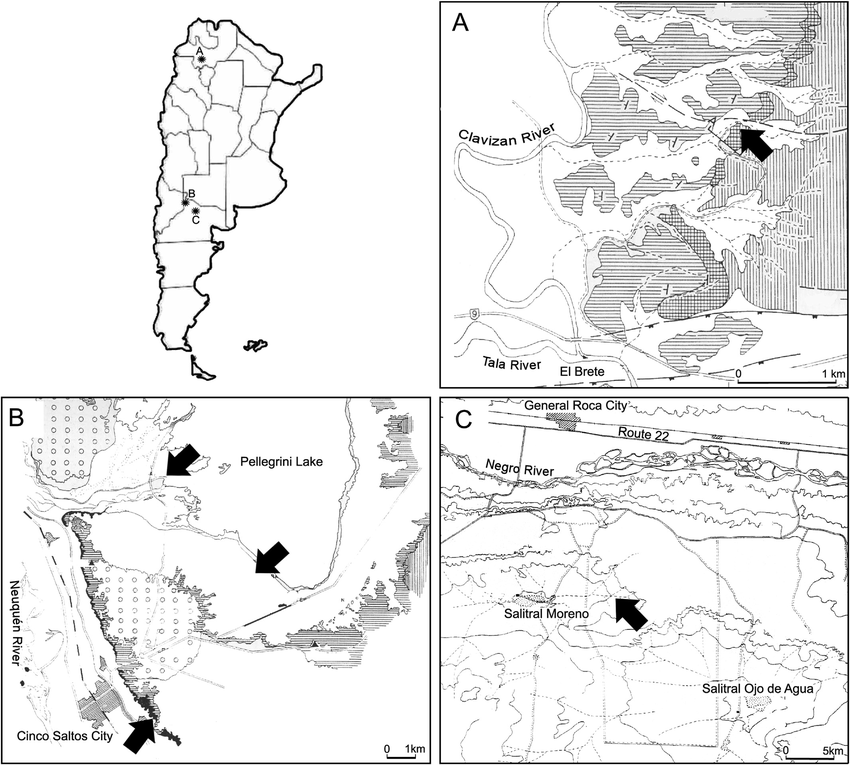 A
B
C
A
Clavizan River
9
Tala River
El Brete
0 1 km
B
Pellegrini Lake
Neuquén River
Cinco Saltos City
0 1km
C
General Roca City
Route 22
Negro River
Salitral Moreno
Salitral Ojo de Agua
0 5km